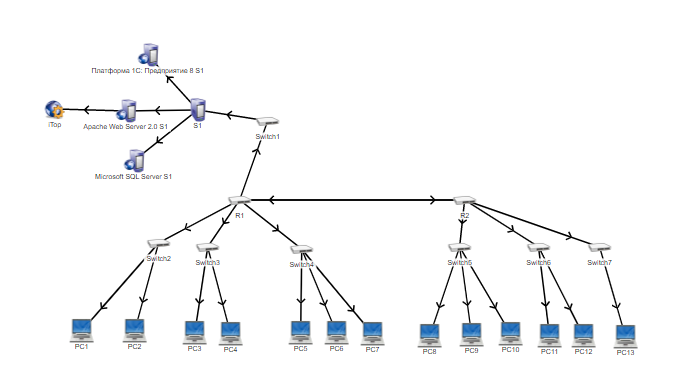 Платформа 1С: Предприятие 8 S1
iTop
Apache Web Server 2.0 S1
S1
Switch1
Microsoft SQL Server S1
R1
R2
Switch2
Switch3
Switch4
Switch5
Switch6
Switch7
PC1
PC2
PC3
PC4
PC5
PC6
PC7
PC8
PC9
PC10
PC11
PC12
PC13